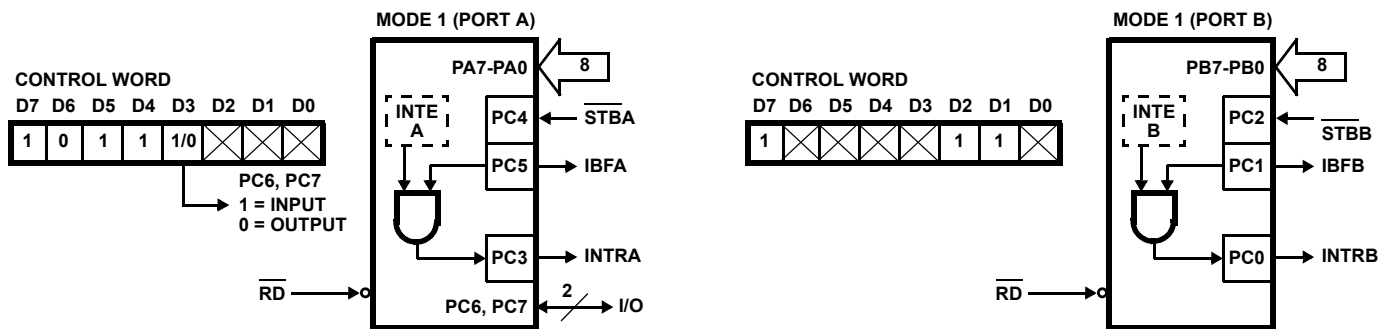 MODE 1 (PORT A)
CONTROL WORD
D7 D6 D5 D4 D3 D2 D1 D0
1 0 1 1 1/0
PC6, PC7
1 = INPUT
0 = OUTPUT
RD
PA7-PA0
8
INTE
A
PC4
STBA
PC5
IBFA
PC3
INTRA
PC6, PC7
2
I/O
MODE 1 (PORT B)
CONTROL WORD
D7 D6 D5 D4 D3 D2 D1 D0
1 1 1
RD
PB7-PB0
8
INTE
B
PC2
STBB
PC1
IBFB
PC0
INTRB